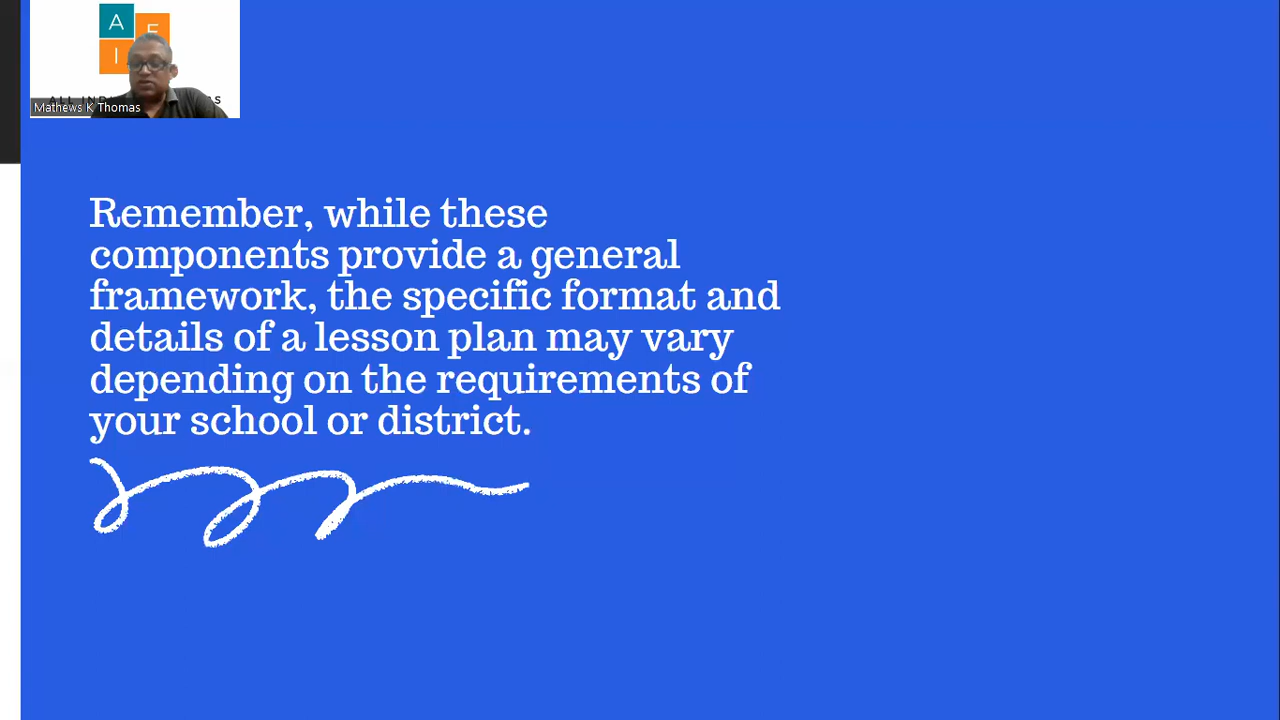 A
F
I
Mathews K Thomas
Remember, while these
components provide a general
framework, the specific format and
details of a lesson plan may vary
depending on the requirements of
your school or district.